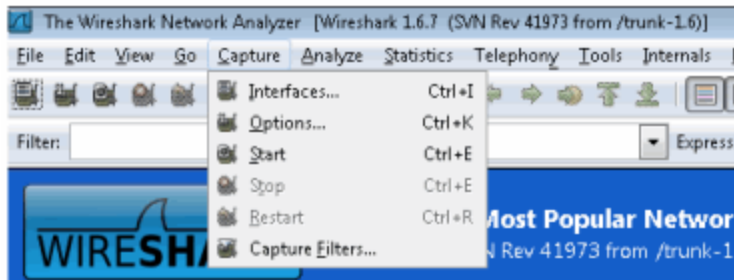 The Wireshark Network Analyzer [Wireshark 1.6.7 (SVN Rev 41973 from /trunk-1.6)]
File Edit View Go Capture Analyze Statistics Telephony Tools Internals
Interfaces... Ctrl+I
Options... Ctrl+K
Filter: Express
Start Ctrl+E
Stop Ctrl+E
Restart Ctrl+R
Capture Filters...
WIRESHA
Most Popular Networ
N Rev 41973 from /trunk-1